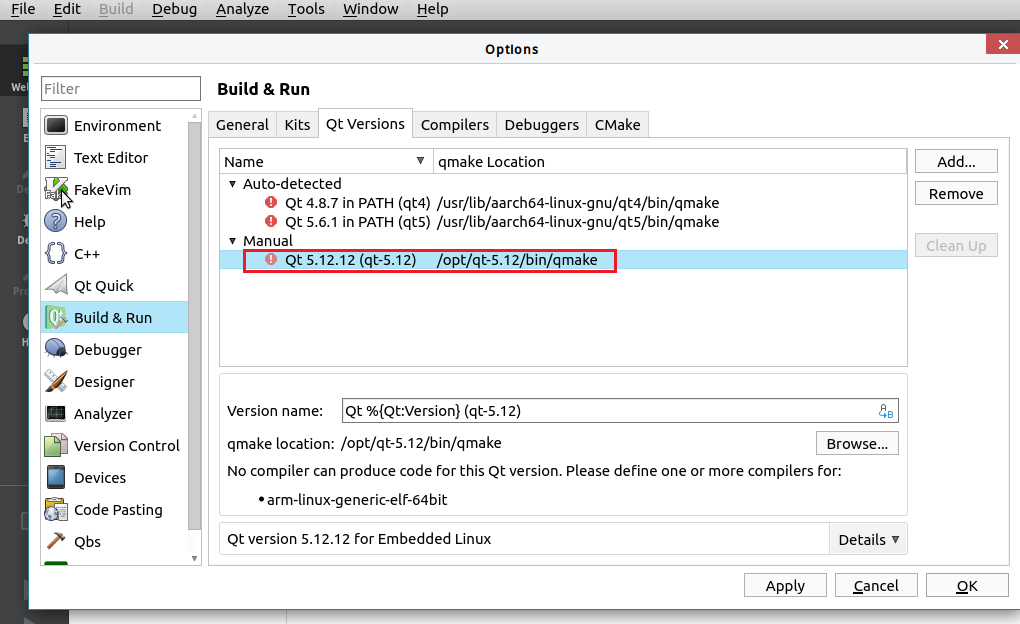 File Edit Build Debug Analyze Tools Window Help
Options
Filter
Build & Run
Environment
Text Editor
FakeVim
Help
C++
Qt Quick
Build & Run
Debugger
Designer
Analyzer
Version Control
Devices
Code Pasting
Qbs
General Kits Qt Versions Compilers Debuggers CMake
Name qmake Location
Auto-detected
Qt 4.8.7 in PATH (qt4) /usr/lib/aarch64-linux-gnu/qt4/bin/qmake
Qt 5.6.1 in PATH (qt5) /usr/lib/aarch64-linux-gnu/qt5/bin/qmake
Manual
Qt 5.12.12 (qt-5.12) /opt/qt-5.12/bin/qmake
Add...
Remove
Clean Up
Version name: Qt %{Qt:Version} (qt-5.12)
qmake location: /opt/qt-5.12/bin/qmake Browse...
No compiler can produce code for this Qt version. Please define one or more compilers for:
• arm-linux-generic-elf-64bit
Qt version 5.12.12 for Embedded Linux Details
Apply Cancel OK